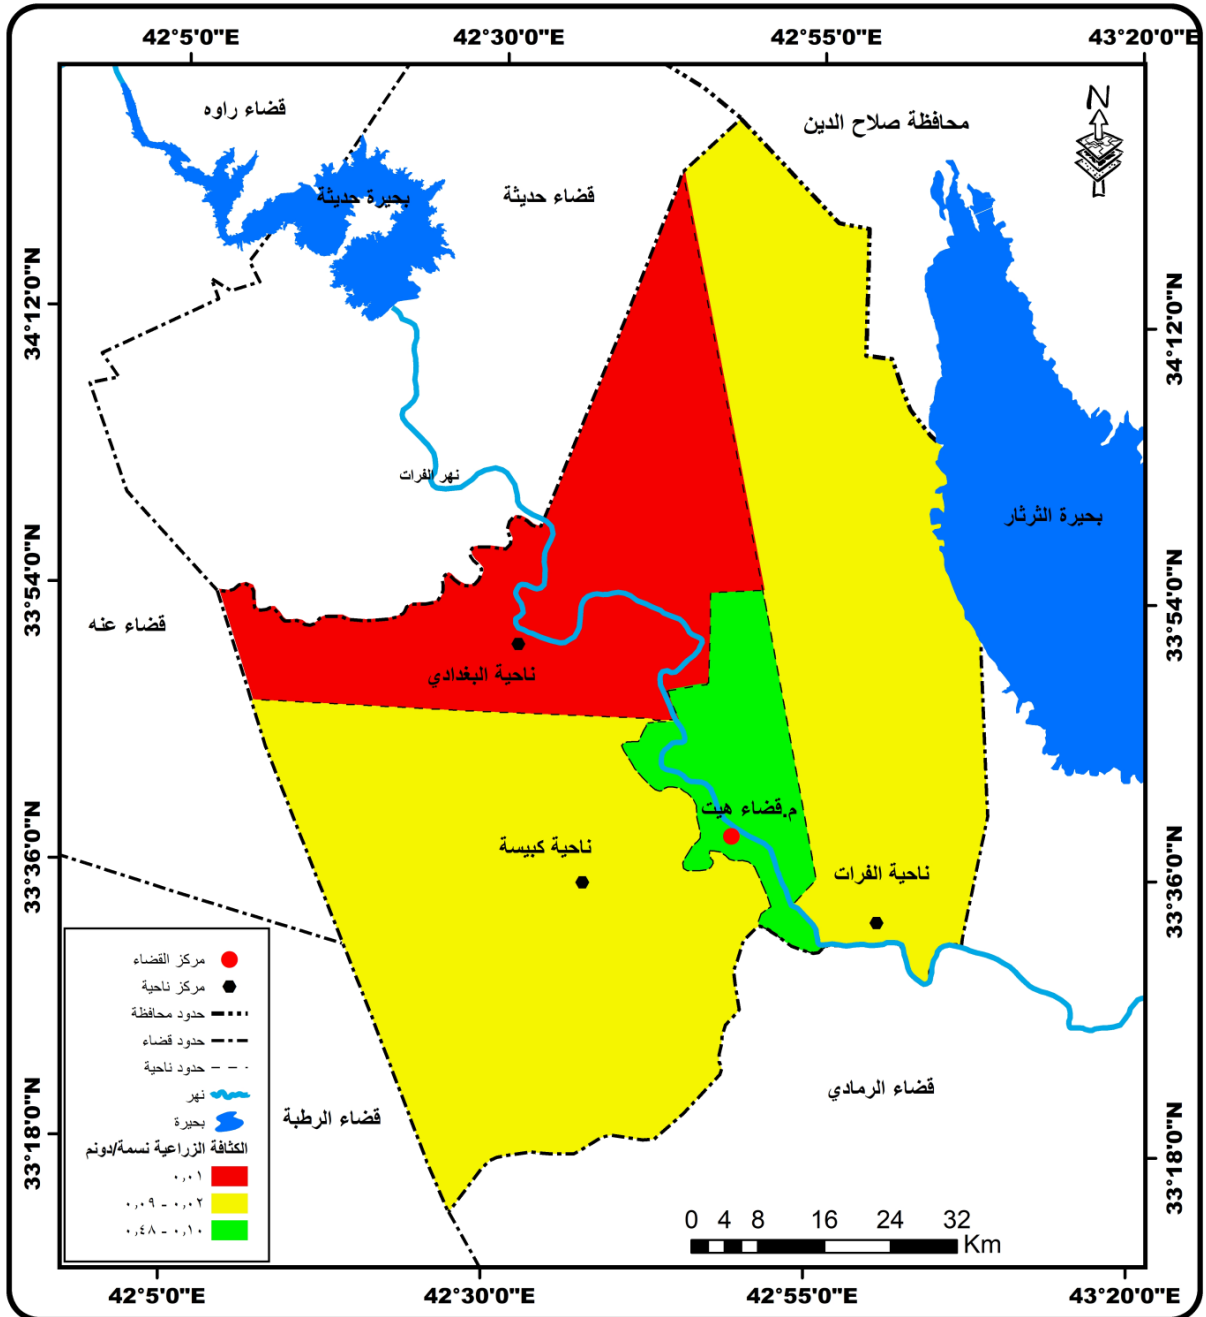 42°5'0"E 42°30'0"E 42°55'0"E 43°20'0"E
N
قضاء راوه
محافظة صلاح الدين
بحيرة حديثة
قضاء حديثة
34°12'0"N
34°12'0"N
نهر الفرات
بحيرة الثرثار
33°54'0"N
33°54'0"N
قضاء عنه
ناحية البغدادي
م.قضاء هيت
ناحية كبيسة
ناحية الفرات
33°36'0"N
33°36'0"N
مركز القضاء
مركز ناحية
حدود محافظة
حدود قضاء
حدود ناحية
نهر
بحيرة
الكثافة الزراعية نسمة/دونم
٠,٠١
٠,٠٢ - ٠,٠٩
٠,١٠ - ٠,٤٨
قضاء الرطبة
قضاء الرمادي
33°18'0"N
33°18'0"N
0 4 8 16 24 32
Km
42°5'0"E 42°30'0"E 42°55'0"E 43°20'0"E